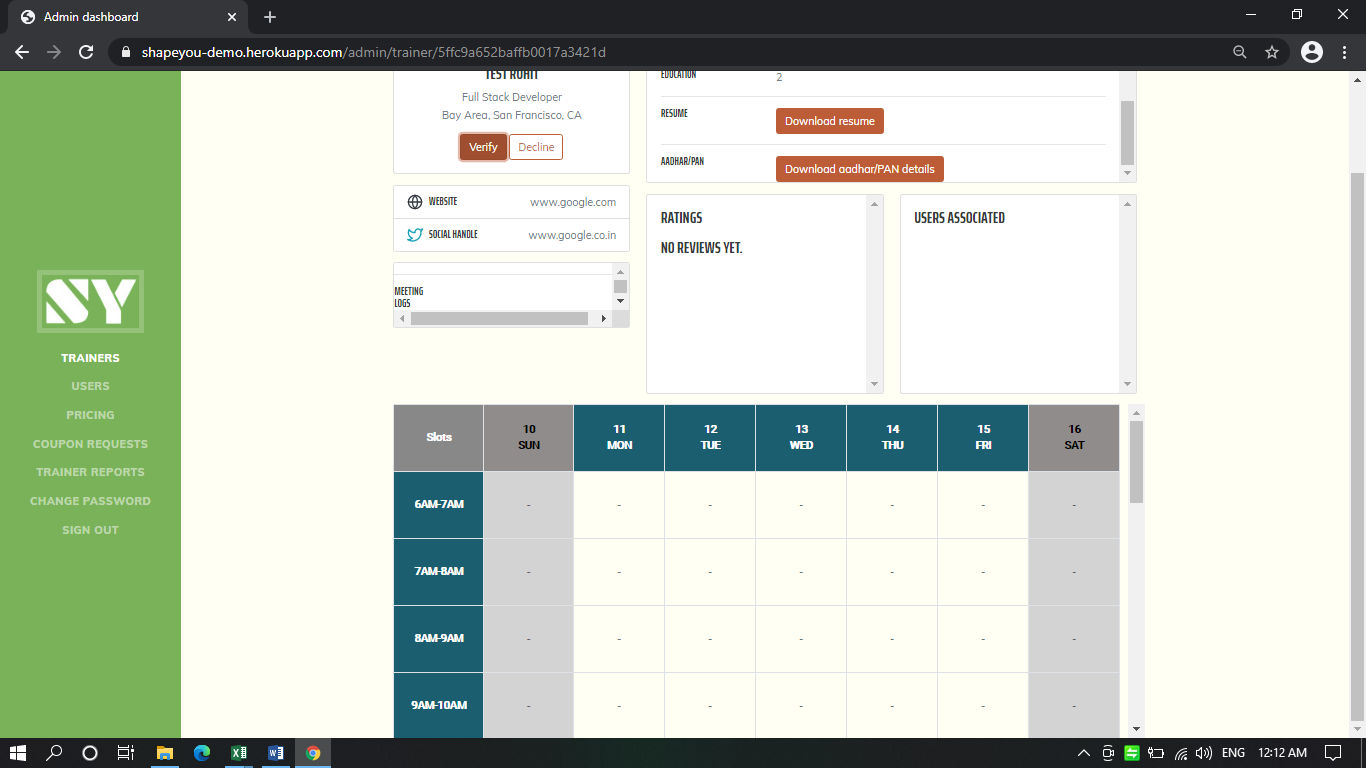 Admin dashboard
shapeyou-demo.herokuapp.com/admin/trainer/5ffc9a652baffb0017a3421d
SY
TRAINERS
USERS
PRICING
COUPON REQUESTS
TRAINER REPORTS
CHANGE PASSWORD
SIGN OUT
TEST ROHIT
Full Stack Developer
Bay Area, San Francisco, CA
Verify Decline
WEBSITE www.google.com
SOCIAL HANDLE www.google.co.in
MEETING
LOGS
EDUCATION 2
RESUME Download resume
AADHAR/PAN Download aadhar/PAN details
RATINGS
NO REVIEWS YET.
USERS ASSOCIATED
Slots 10 11 12 13 14 15 16
SUN MON TUE WED THU FRI SAT
6AM-7AM - - - - - - -
7AM-8AM - - - - - - -
8AM-9AM - - - - - - -
9AM-10AM - - - - - - -
ENG 12:12 AM